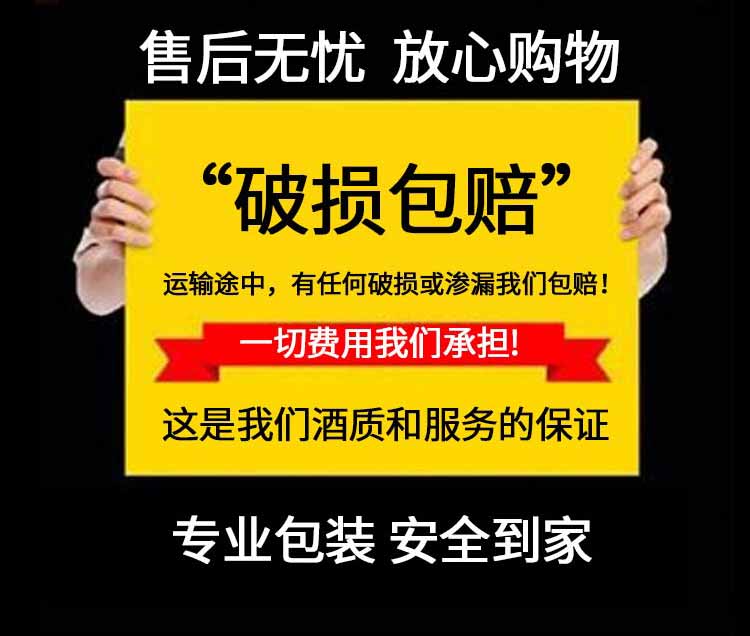 售后无忧 放心购物
“破损包赔”
运输途中，有任何破损或渗漏我们包赔！
一切费用我们承担！
这是我们酒质和服务的保证
专业包装 安全到家